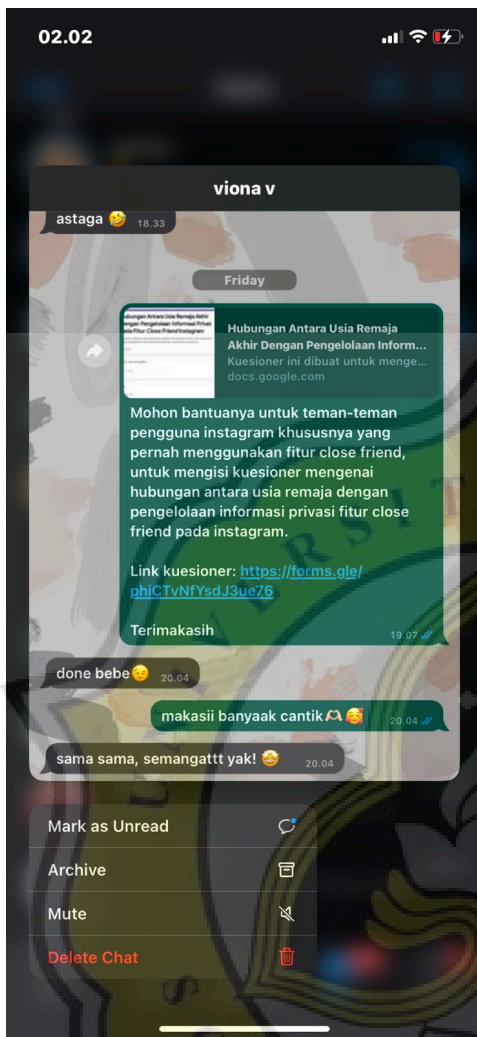 02.02
viona v
astaga 🤣 18.33
Friday
Hubungan Antara Usia Remaja
Akhir Dengan Pengelolaan Inform...
Kuesioner ini dibuat untuk menge...
docs.google.com
Mohon bantuanya untuk teman-teman
pengguna instagram khususnya yang
pernah menggunakan fitur close friend,
untuk mengisi kuesioner mengenai
hubungan antara usia remaja dengan
pengelolaan informasi privasi fitur close
friend pada instagram.
Link kuesioner: https://forms.gle/
phiCTvNfYsdJ3ue76
Terimakasih
19.07
done bebe😉 20.04
makasii banyaak cantik🫶🏻🥰 20.04
sama sama, semangattt yak! 🤩 20.04
Mark as Unread
Archive
Mute
Delete Chat